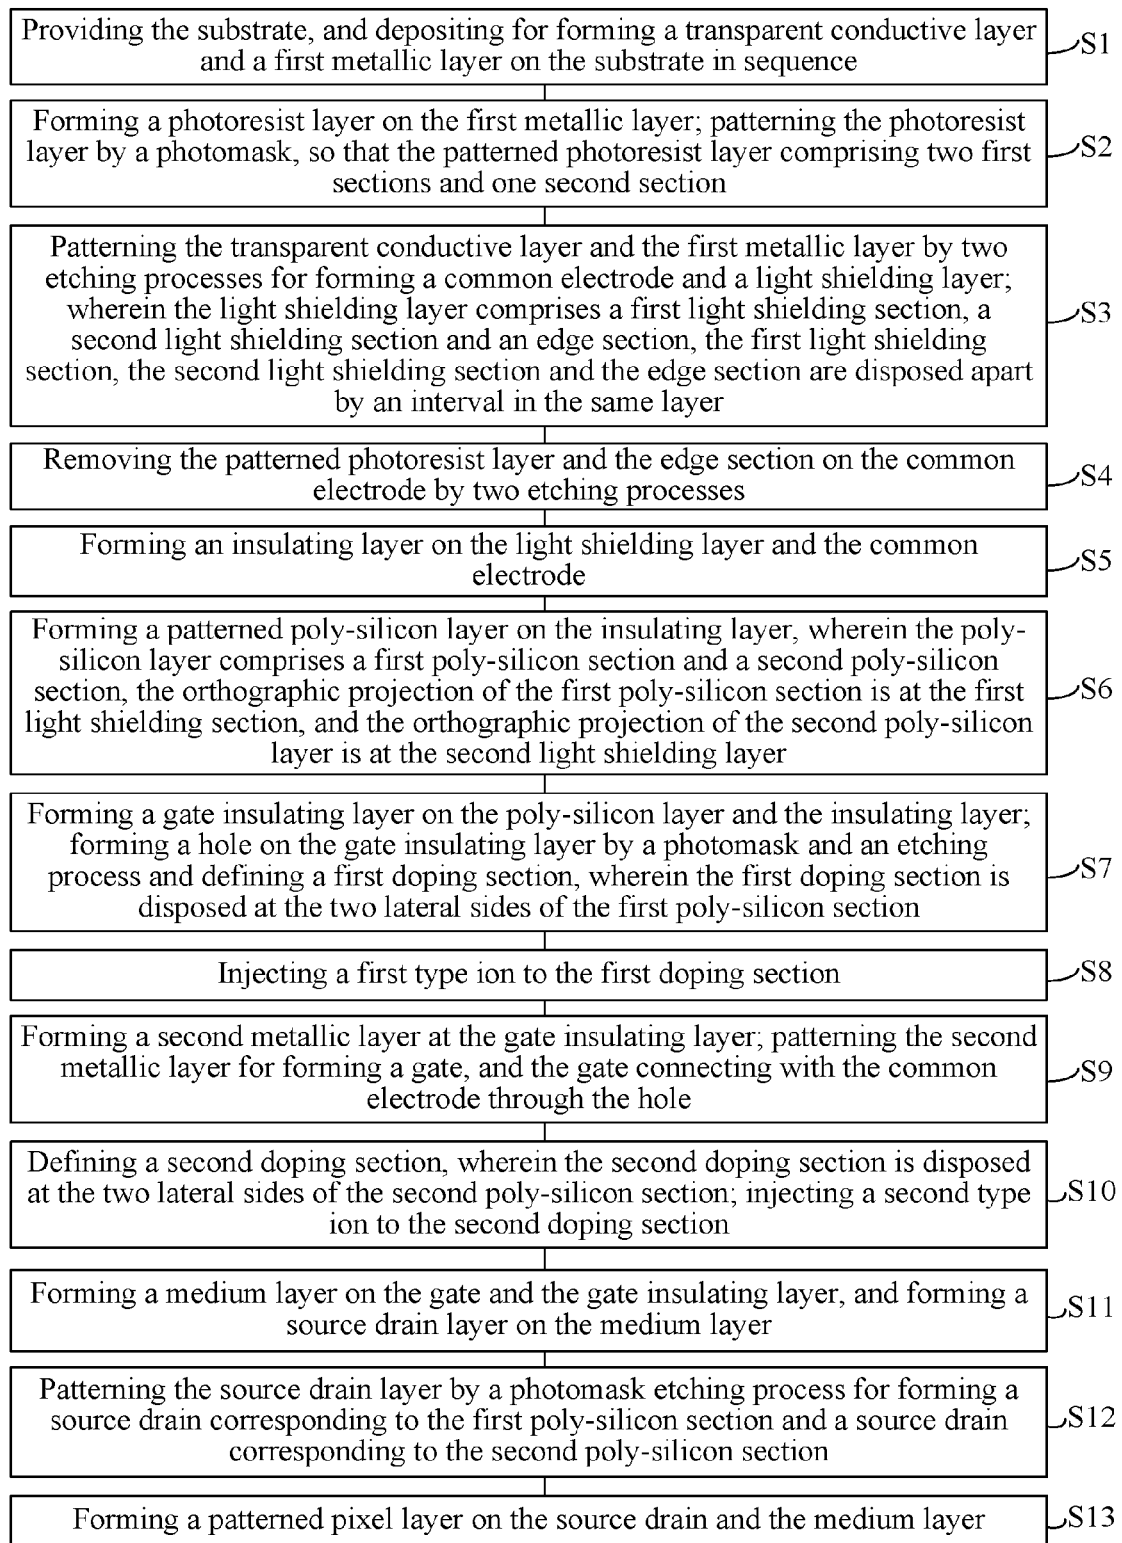 Providing the substrate, and depositing for forming a transparent conductive layer
and a first metallic layer on the substrate in sequence
S1
Forming a photoresist layer on the first metallic layer; patterning the photoresist
layer by a photomask, so that the patterned photoresist layer comprising two first
sections and one second section
S2
Patterning the transparent conductive layer and the first metallic layer by two
etching processes for forming a common electrode and a light shielding layer;
wherein the light shielding layer comprises a first light shielding section, a
second light shielding section and an edge section, the first light shielding
section, the second light shielding section and the edge section are disposed apart
by an interval in the same layer
S3
Removing the patterned photoresist layer and the edge section on the common
electrode by two etching processes
S4
Forming an insulating layer on the light shielding layer and the common
electrode
S5
Forming a patterned poly-silicon layer on the insulating layer, wherein the poly-
silicon layer comprises a first poly-silicon section and a second poly-silicon
section, the orthographic projection of the first poly-silicon section is at the first
light shielding section, and the orthographic projection of the second poly-silicon
layer is at the second light shielding layer
S6
Forming a gate insulating layer on the poly-silicon layer and the insulating layer;
forming a hole on the gate insulating layer by a photomask and an etching
process and defining a first doping section, wherein the first doping section is
disposed at the two lateral sides of the first poly-silicon section
S7
Injecting a first type ion to the first doping section
S8
Forming a second metallic layer at the gate insulating layer; patterning the second
metallic layer for forming a gate, and the gate connecting with the common
electrode through the hole
S9
Defining a second doping section, wherein the second doping section is disposed
at the two lateral sides of the second poly-silicon section; injecting a second type
ion to the second doping section
S10
Forming a medium layer on the gate and the gate insulating layer, and forming a
source drain layer on the medium layer
S11
Patterning the source drain layer by a photomask etching process for forming a
source drain corresponding to the first poly-silicon section and a source drain
corresponding to the second poly-silicon section
S12
Forming a patterned pixel layer on the source drain and the medium layer
S13